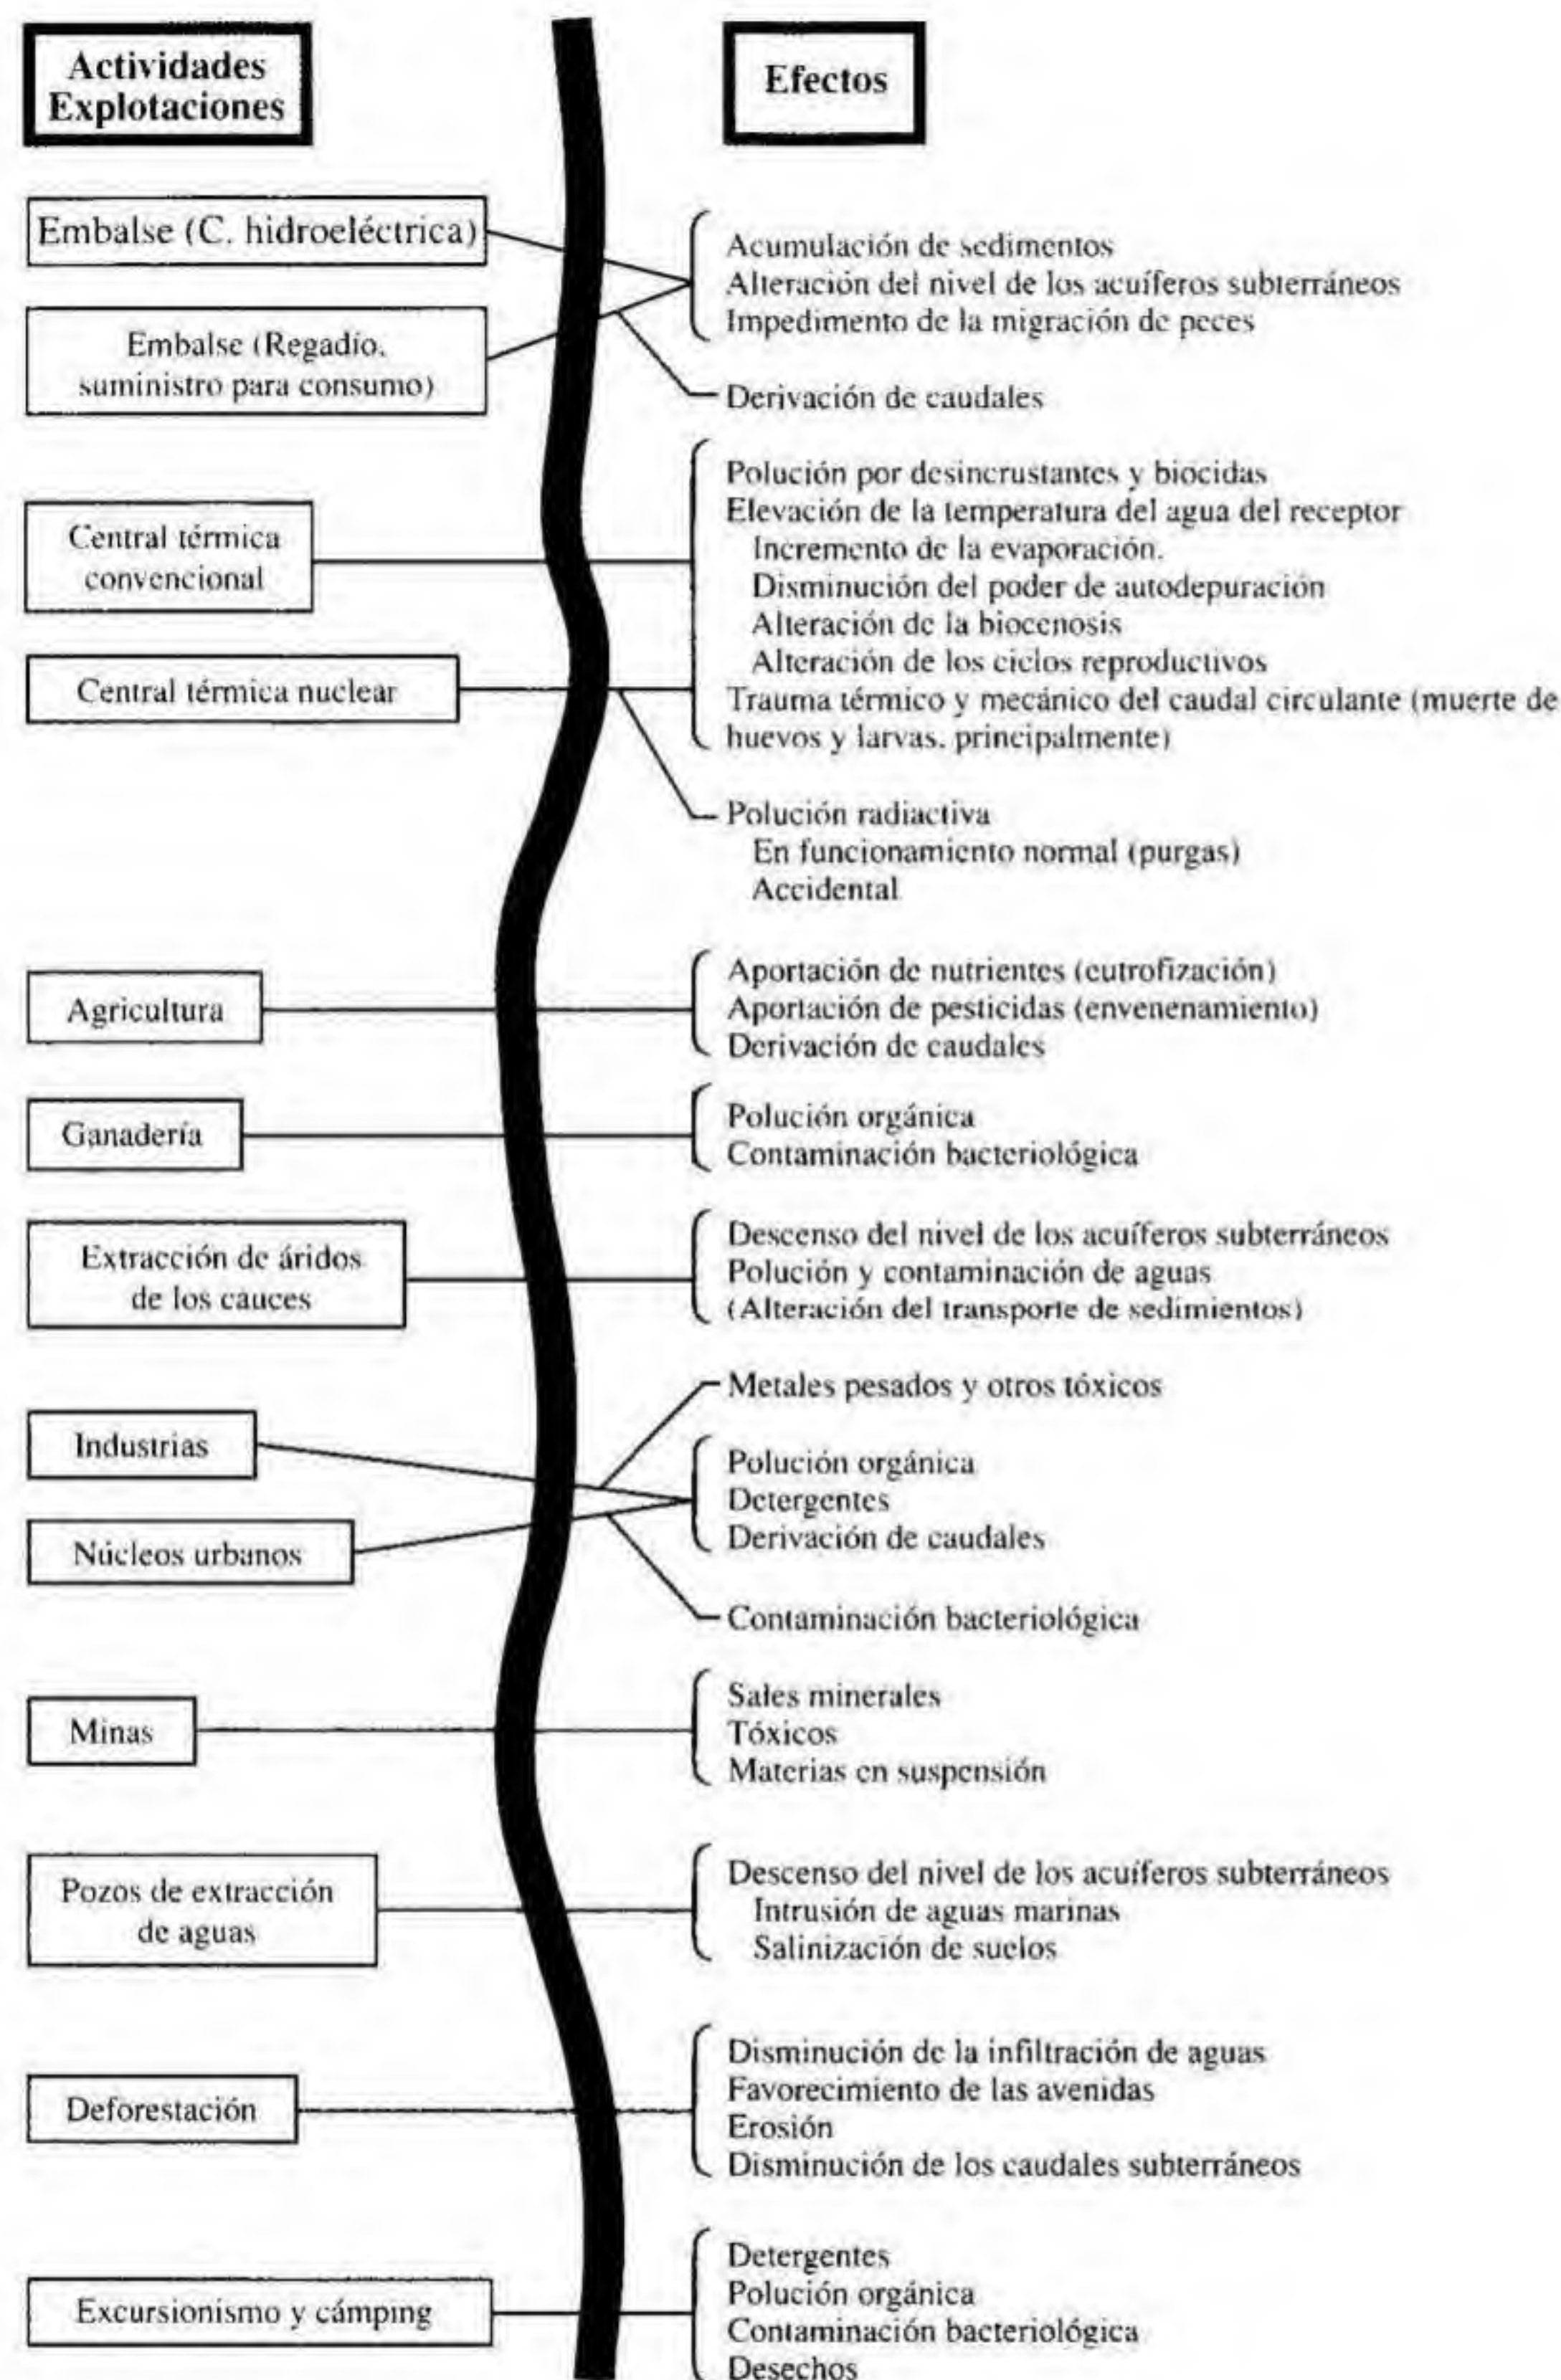 Actividades
Explotaciones
Efectos
Embalse (C. hidroeléctrica)
Embalse (Regadío,
suministro para consumo)
Acumulación de sedimentos
Alteración del nivel de los acuíferos subterráneos
Impedimento de la migración de peces
Derivación de caudales
Central térmica
convencional
Central térmica nuclear
Polución por desincrustantes y biocidas
Elevación de la temperatura del agua del receptor
Incremento de la evaporación.
Disminución del poder de autodepuración
Alteración de la biocenosis
Alteración de los ciclos reproductivos
Trauma térmico y mecánico del caudal circulante (muerte de
huevos y larvas, principalmente)
Polución radiactiva
En funcionamiento normal (purgas)
Accidental
Agricultura
Aportación de nutrientes (eutrofización)
Aportación de pesticidas (envenenamiento)
Derivación de caudales
Ganadería
Polución orgánica
Contaminación bacteriológica
Extracción de áridos
de los cauces
Descenso del nivel de los acuíferos subterráneos
Polución y contaminación de aguas
(Alteración del transporte de sedimientos)
Industrias
Núcleos urbanos
Metales pesados y otros tóxicos
Polución orgánica
Detergentes
Derivación de caudales
Contaminación bacteriológica
Minas
Sales minerales
Tóxicos
Materias en suspensión
Pozos de extracción
de aguas
Descenso del nivel de los acuíferos subterráneos
Intrusión de aguas marinas
Salinización de suelos
Deforestación
Disminución de la infiltración de aguas
Favorecimiento de las avenidas
Erosión
Disminución de los caudales subterráneos
Excursionismo y cámping
Detergentes
Polución orgánica
Contaminación bacteriológica
Desechos